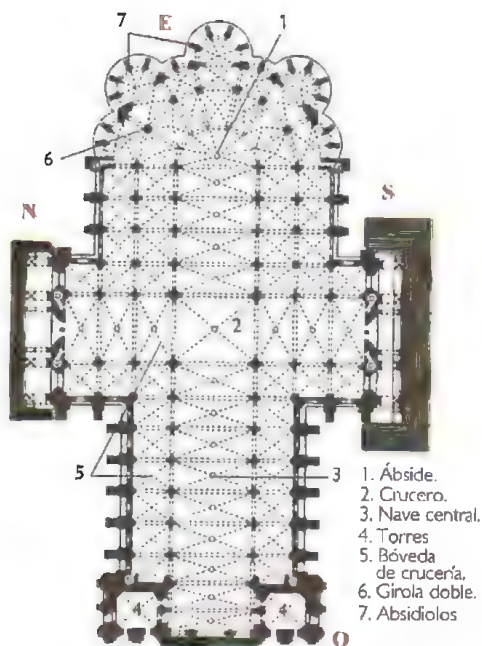 7 E 1
6
N S
2
5 3
1. Ábside.
2. Crucero.
3. Nave central.
4. Torres
5. Bóveda
de crucería.
6. Girola doble.
7. Absidiolos
4 4
O